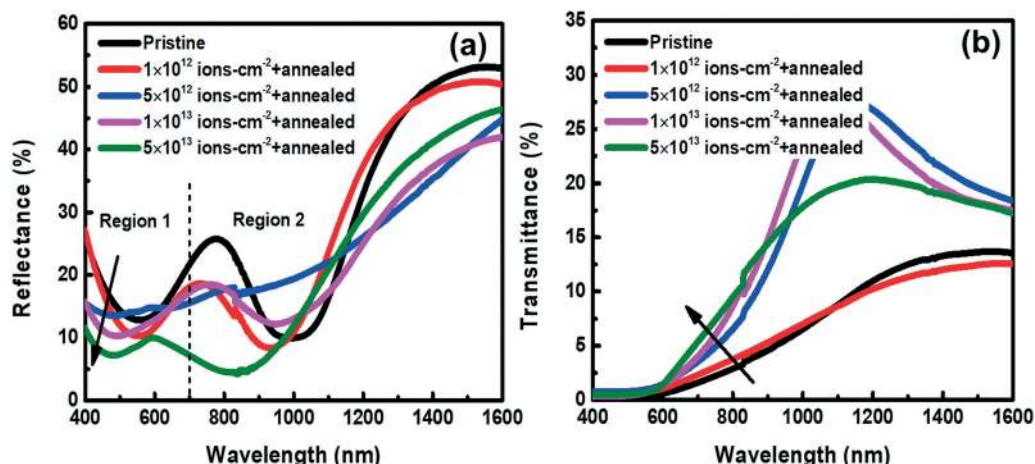 (a)
Pristine
1×10¹² ions-cm⁻²+annealed
5×10¹² ions-cm⁻²+annealed
1×10¹³ ions-cm⁻²+annealed
5×10¹³ ions-cm⁻²+annealed
Region 1
Region 2
Reflectance (%)
60
50
40
30
20
10
0
400 600 800 1000 1200 1400 1600
Wavelength (nm)
(b)
Pristine
1×10¹² ions-cm⁻²+annealed
5×10¹² ions-cm⁻²+annealed
1×10¹³ ions-cm⁻²+annealed
5×10¹³ ions-cm⁻²+annealed
Transmittance (%)
35
30
25
20
15
10
5
0
400 600 800 1000 1200 1400 1600
Wavelength (nm)